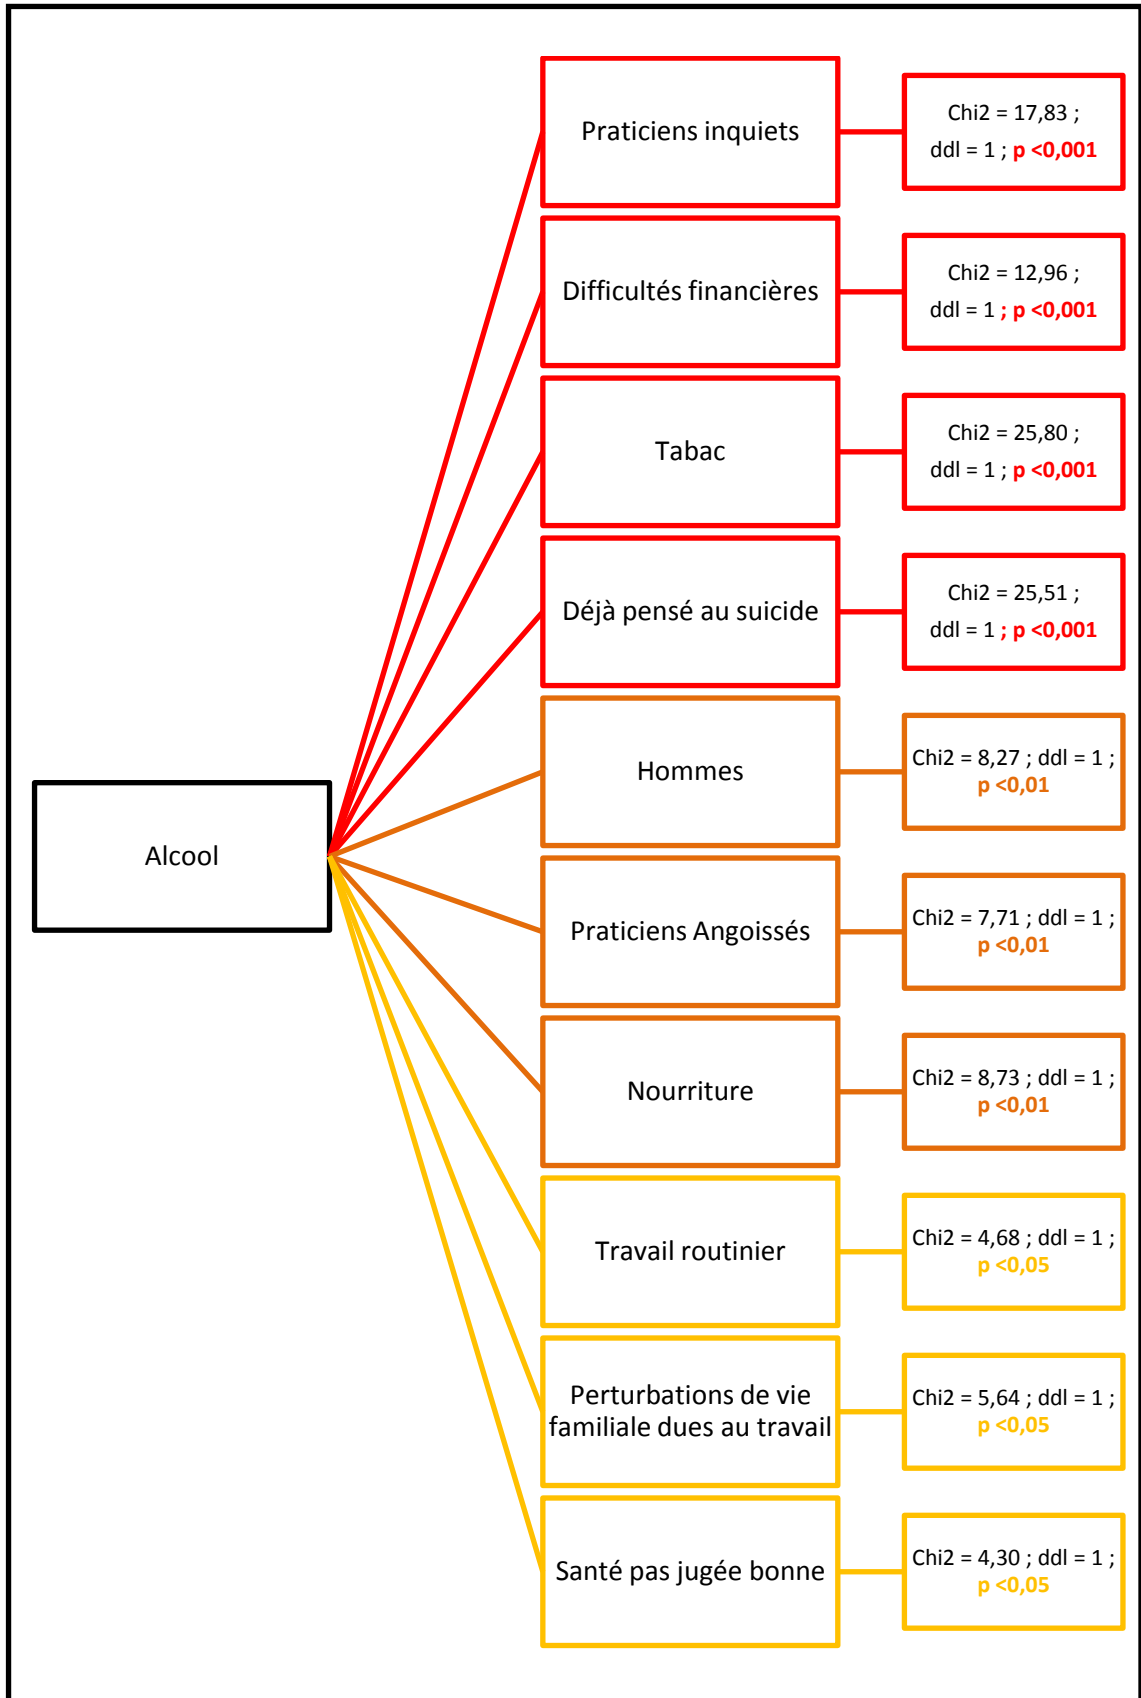 Praticiens inquiets
Chi2 = 17,83 ;
ddl = 1 ; p <0,001
Difficultés financières
Chi2 = 12,96 ;
ddl = 1 ; p <0,001
Tabac
Chi2 = 25,80 ;
ddl = 1 ; p <0,001
Déjà pensé au suicide
Chi2 = 25,51 ;
ddl = 1 ; p <0,001
Hommes
Chi2 = 8,27 ; ddl = 1 ;
p <0,01
Alcool
Praticiens Angoissés
Chi2 = 7,71 ; ddl = 1 ;
p <0,01
Nourriture
Chi2 = 8,73 ; ddl = 1 ;
p <0,01
Travail routinier
Chi2 = 4,68 ; ddl = 1 ;
p <0,05
Perturbations de vie
familiale dues au travail
Chi2 = 5,64 ; ddl = 1 ;
p <0,05
Santé pas jugée bonne
Chi2 = 4,30 ; ddl = 1 ;
p <0,05